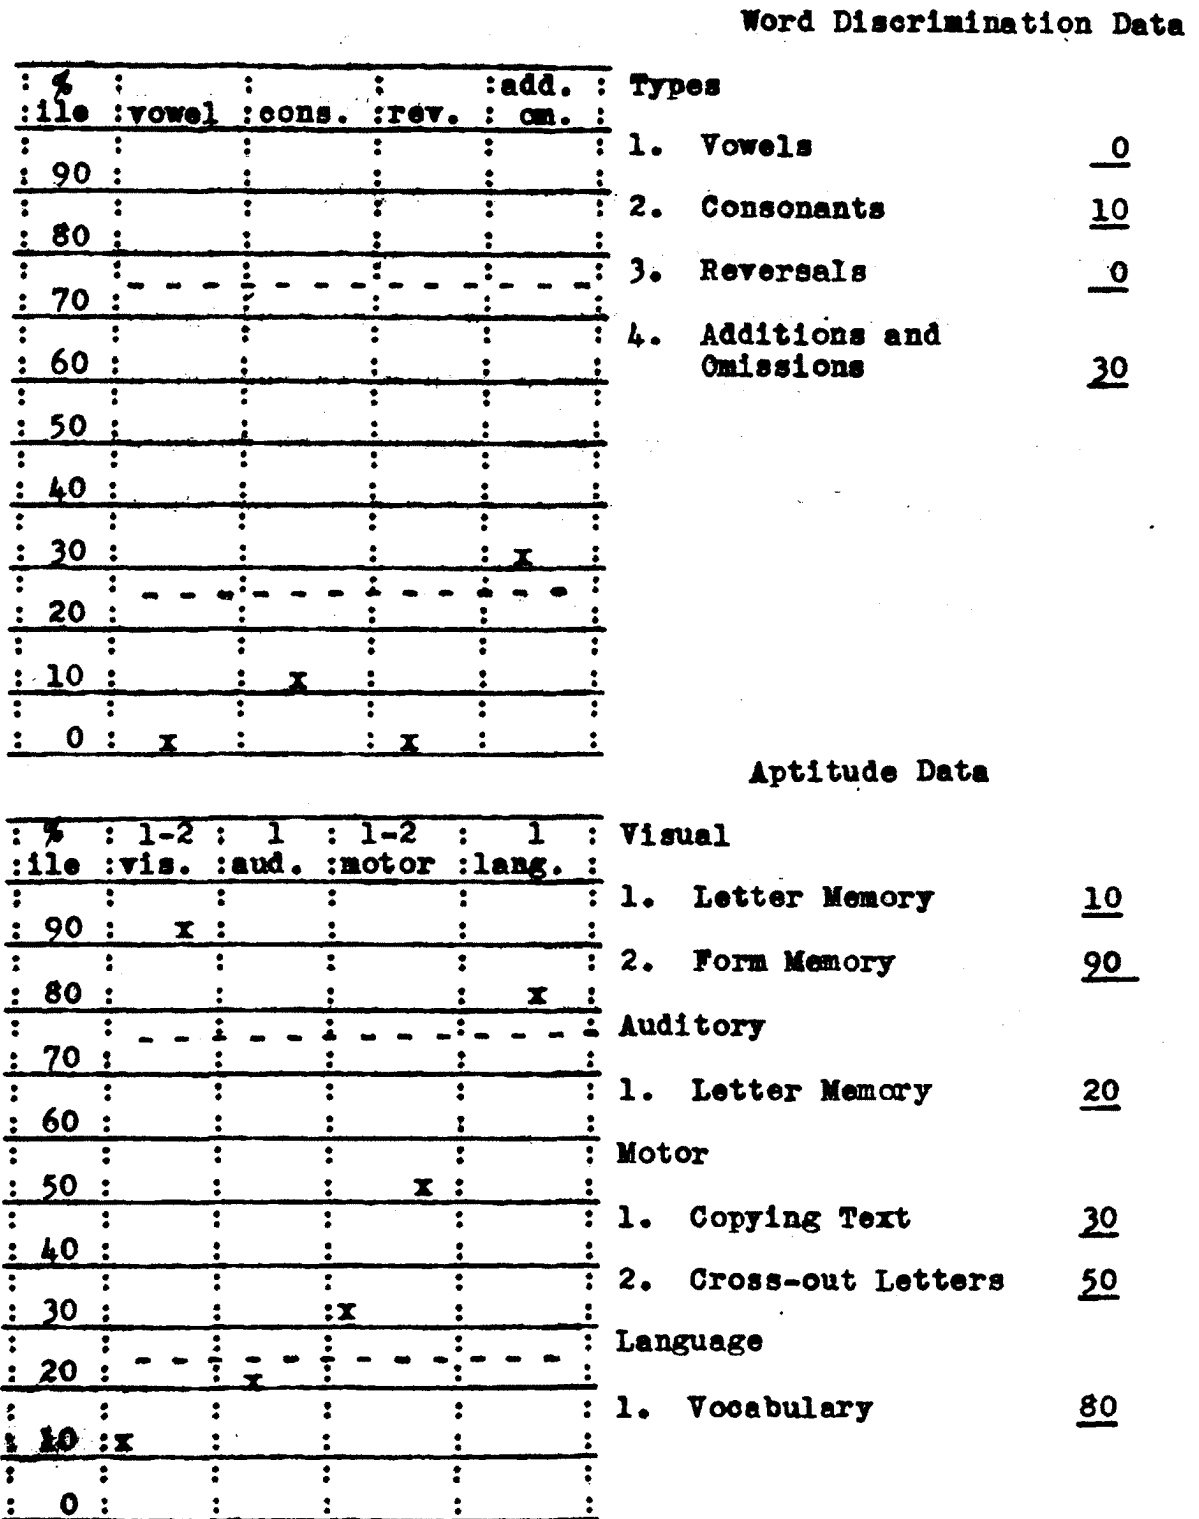 Word Discrimination Data
% ile : vowel : cons. : rev. : add. om. :
90
80
70
60
50
40
30 x
20
10 x
0 x x
Types
1. Vowels 0
2. Consonants 10
3. Reversals 0
4. Additions and
Omissions 30
Aptitude Data
% ile : 1-2 vis. : 1 aud. : 1-2 motor : 1 lang. :
90 x
80 x
70
60
50 x
40
30 x
20 x
10 x
0
Visual
1. Letter Memory 10
2. Form Memory 90
Auditory
1. Letter Memory 20
Motor
1. Copying Text 30
2. Cross-out Letters 50
Language
1. Vocabulary 80